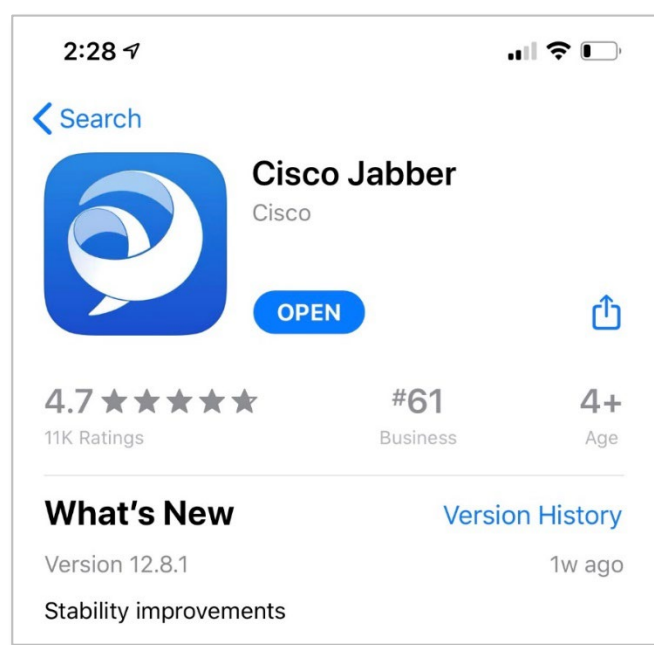 2:28
Search
Cisco Jabber
Cisco
OPEN
4.7 #61 4+
11K Ratings Business Age
What's New Version History
Version 12.8.1 1w ago
Stability improvements